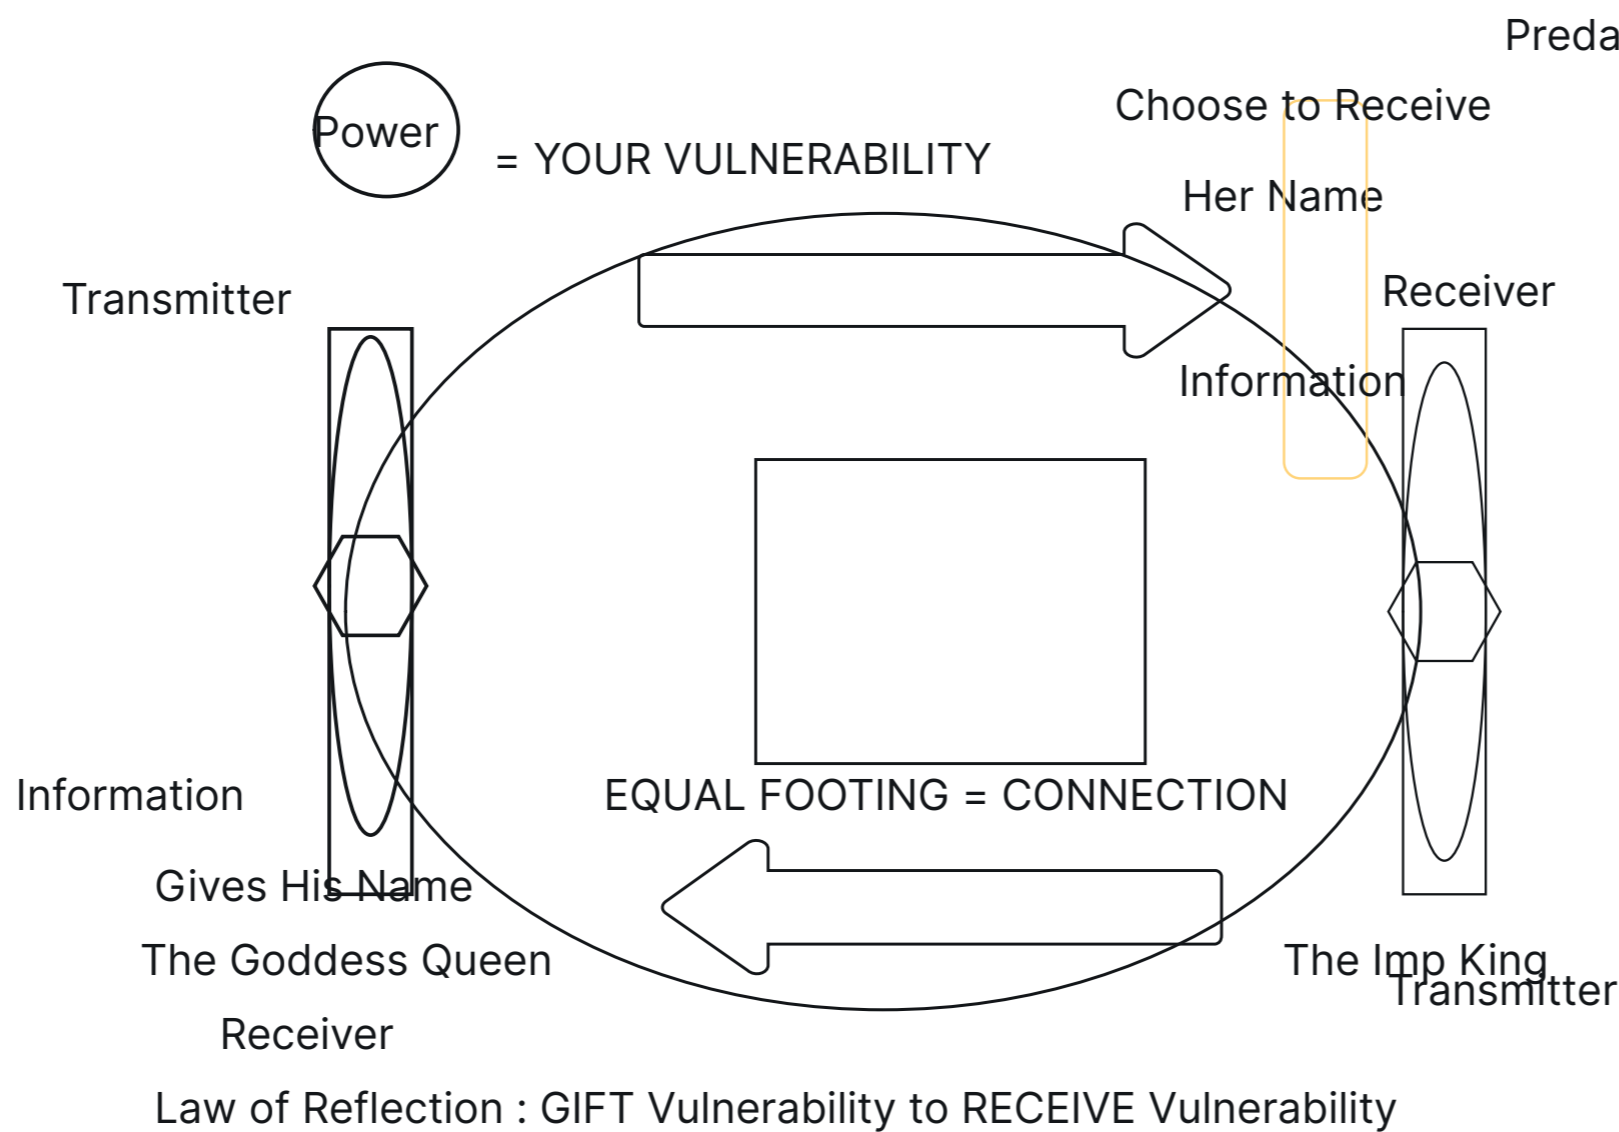 Preda
Choose to Receive
Power
= YOUR VULNERABILITY
Her Name
Transmitter
Receiver
Information
Information
EQUAL FOOTING = CONNECTION
Gives His Name
The Goddess Queen
The Imp King
Transmitter
Receiver
Law of Reflection : GIFT Vulnerability to RECEIVE Vulnerability